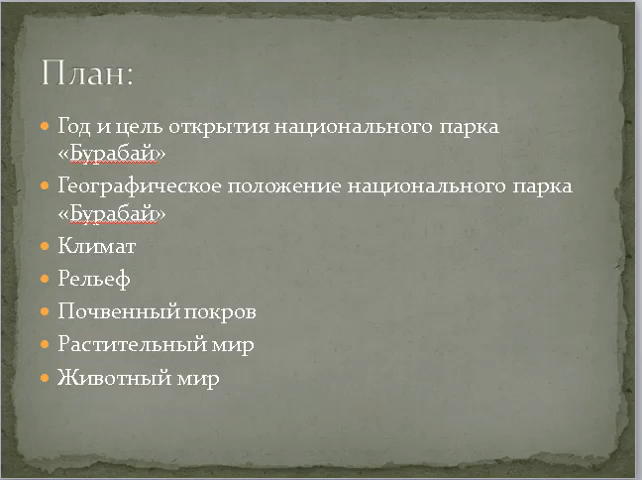 План:
• Год и цель открытия национального парка
«Бурабай»
• Географическое положение национального парка
«Бурабай»
• Климат
• Рельеф
• Почвенный покров
• Растительный мир
• Животный мир